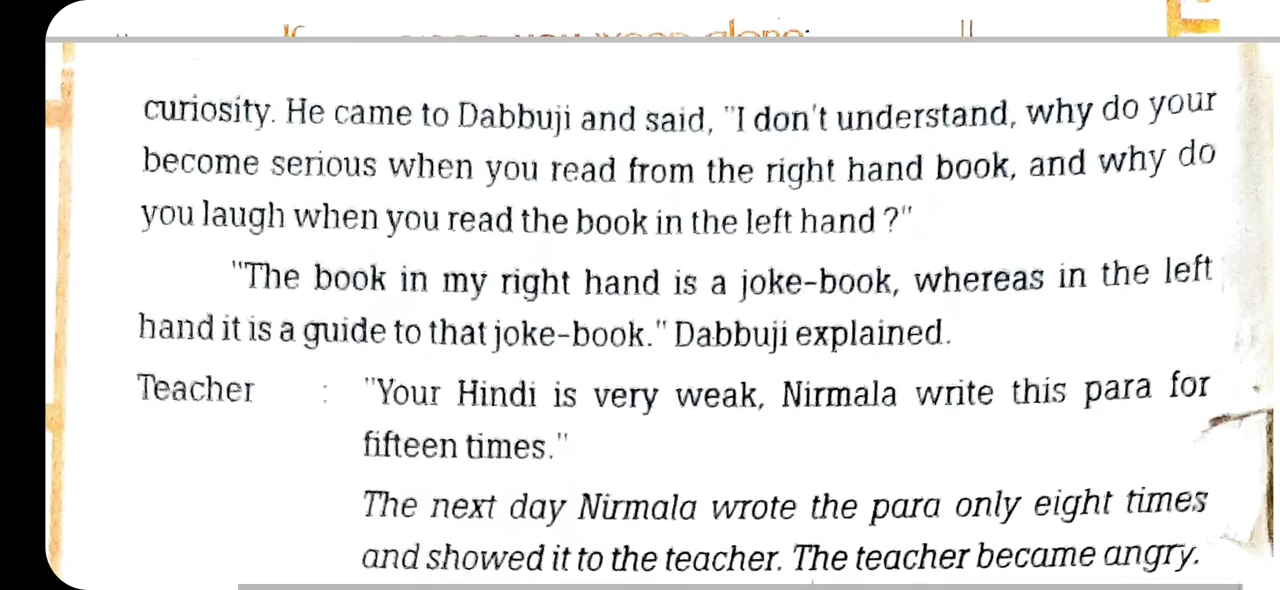 curiosity. He came to Dabbuji and said, "I don't understand, why do your
become serious when you read from the right hand book, and why do
you laugh when you read the book in the left hand ?"
"The book in my right hand is a joke-book, whereas in the left
hand it is a guide to that joke-book." Dabbuji explained.
Teacher : "Your Hindi is very weak, Nirmala write this para for
fifteen times."
The next day Nirmala wrote the para only eight times
and showed it to the teacher. The teacher became angry.